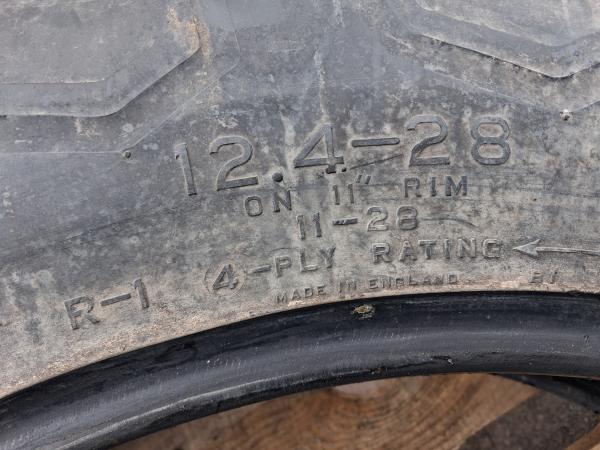 12.4-28
ON 11" RIM
11-28
R-1 (4)-PLY RATING
MADE IN ENGLAND